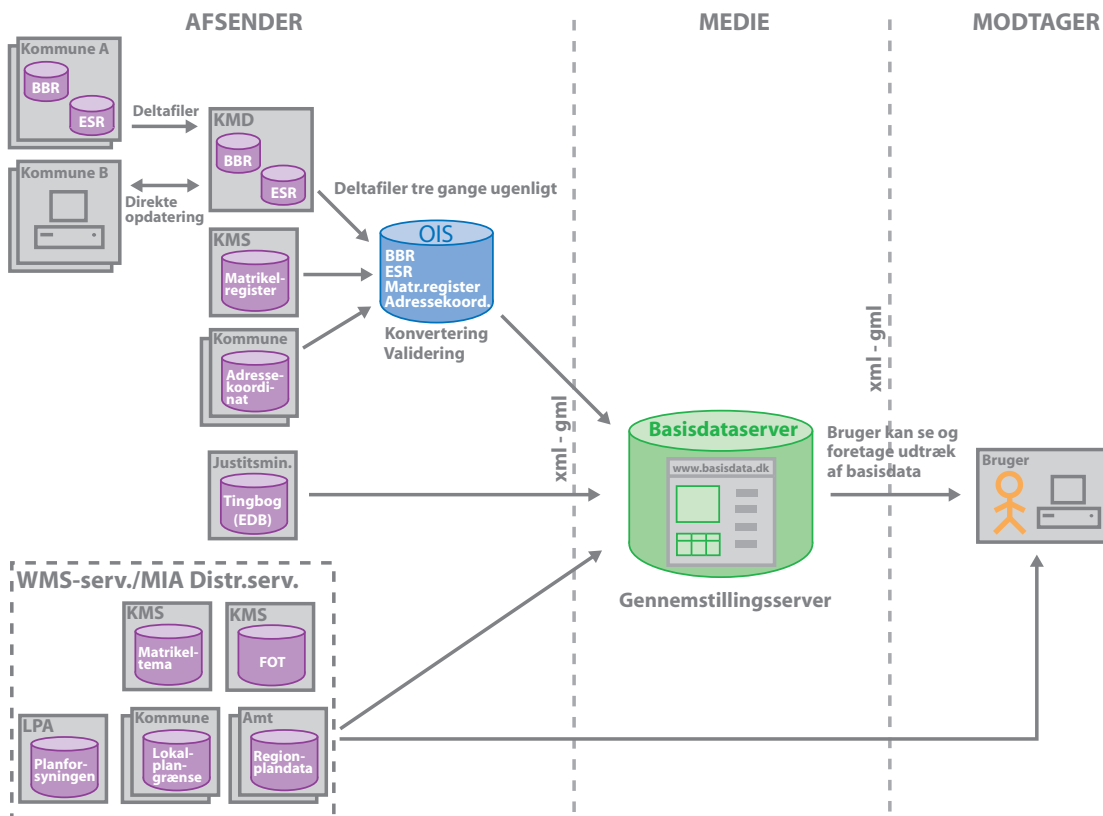 AFSENDER
MEDIE
MODTAGER
Kommune A
BBR
ESR
Deltafiler
KMD
BBR
ESR
Kommune B
Direkte
opdatering
Deltafiler tre gange ugenligt
KMS
Matrikel-
register
OIS
BBR
ESR
Matr.register
Adressekoord.
Konvertering
Validering
Kommune
Adresse-
koordi-
nat
xml - gml
xml - gml
Justitsmin.
Tingbog
(EDB)
Basisdataserver
www.basisdata.dk
Gennemstillingsserver
Bruger kan se og
foretage udtræk
af basisdata
Bruger
WMS-serv./MIA Distr.serv.
KMS
Matrikel-
tema
KMS
FOT
LPA
Planfor-
syningen
Kommune
Lokal-
plan-
grænse
Amt
Region-
plandata